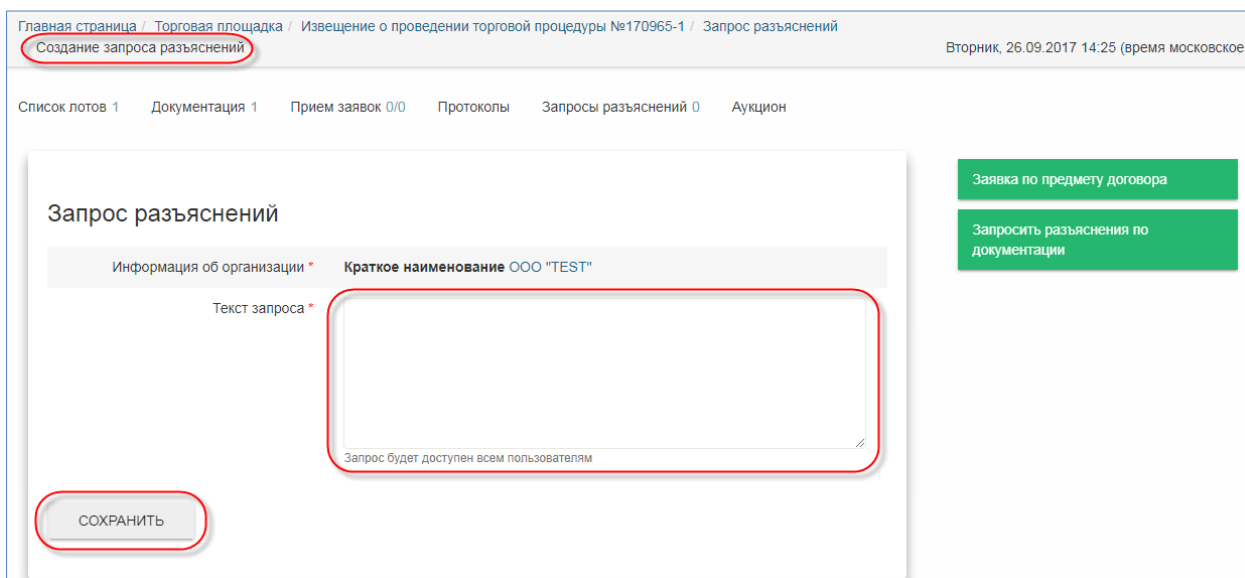 Главная страница / Торговая площадка / Извещение о проведении торговой процедуры №170965-1 / Запрос разъяснений
Создание запроса разъяснений
Вторник, 26.09.2017 14:25 (время московское
Список лотов 1 Документация 1 Прием заявок 0/0 Протоколы Запросы разъяснений 0 Аукцион
Заявка по предмету договора
Запросить разъяснения по
документации
Запрос разъяснений
Информация об организации * Краткое наименование ООО "TEST"
Текст запроса *
Запрос будет доступен всем пользователям
СОХРАНИТЬ